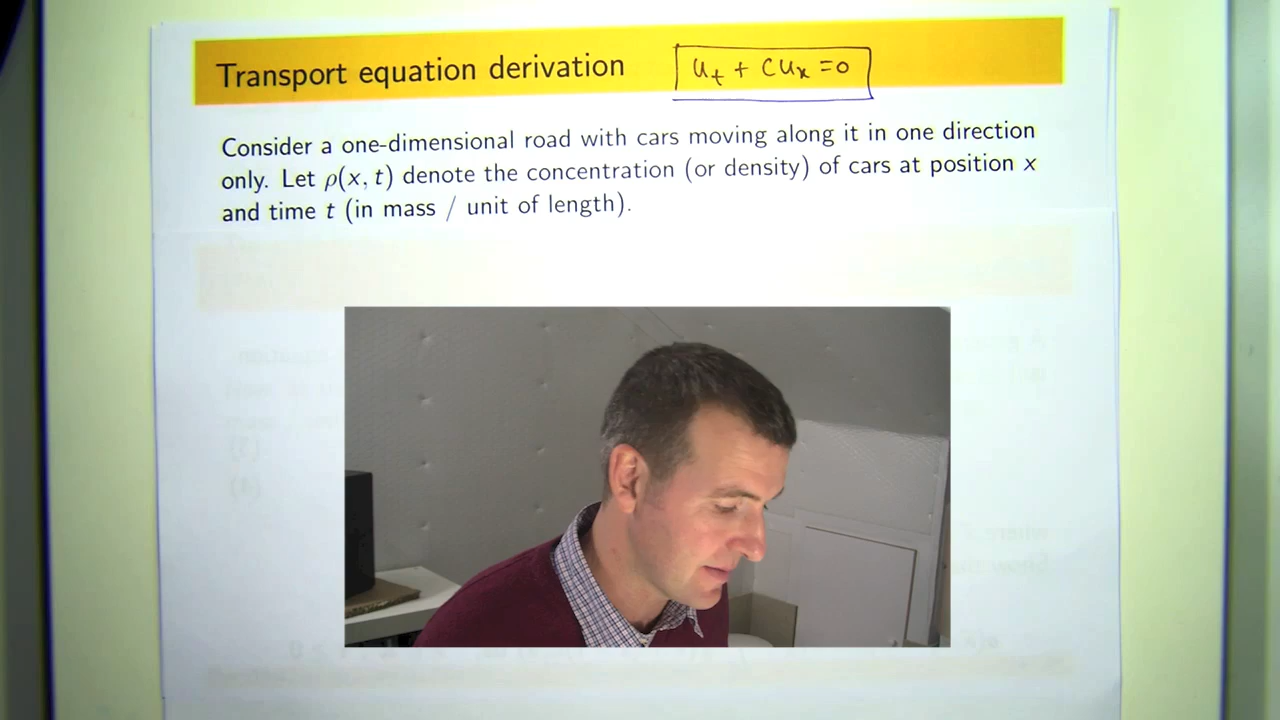 Transport equation derivation u_t + cu_x = 0
Consider a one-dimensional road with cars moving along it in one direction
only. Let ρ(x, t) denote the concentration (or density) of cars at position x
and time t (in mass / unit of length).